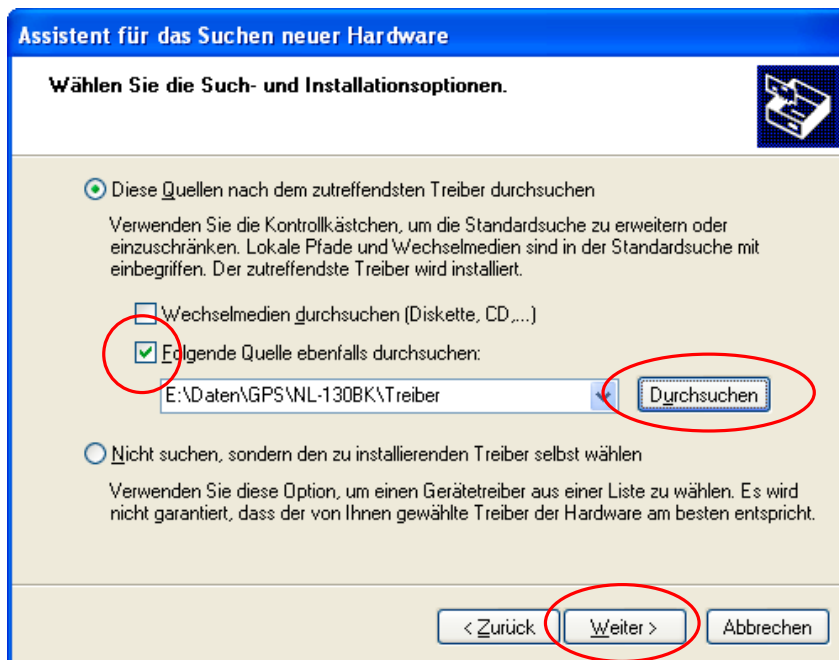 Assistent für das Suchen neuer Hardware
Wählen Sie die Such- und Installationsoptionen.
Diese Quellen nach dem zutreffendsten Treiber durchsuchen
Verwenden Sie die Kontrollkästchen, um die Standardsuche zu erweitern oder
einzuschränken. Lokale Pfade und Wechselmedien sind in der Standardsuche mit
einbegriffen. Der zutreffendste Treiber wird installiert.
Wechselmedien durchsuchen (Diskette, CD,...)
Folgende Quelle ebenfalls durchsuchen:
E:\Daten\GPS\NL-130BK\Treiber Durchsuchen
Nicht suchen, sondern den zu installierenden Treiber selbst wählen
Verwenden Sie diese Option, um einen Gerätetreiber aus einer Liste zu wählen. Es wird
nicht garantiert, dass der von Ihnen gewählte Treiber der Hardware am besten entspricht.
< Zurück Weiter > Abbrechen